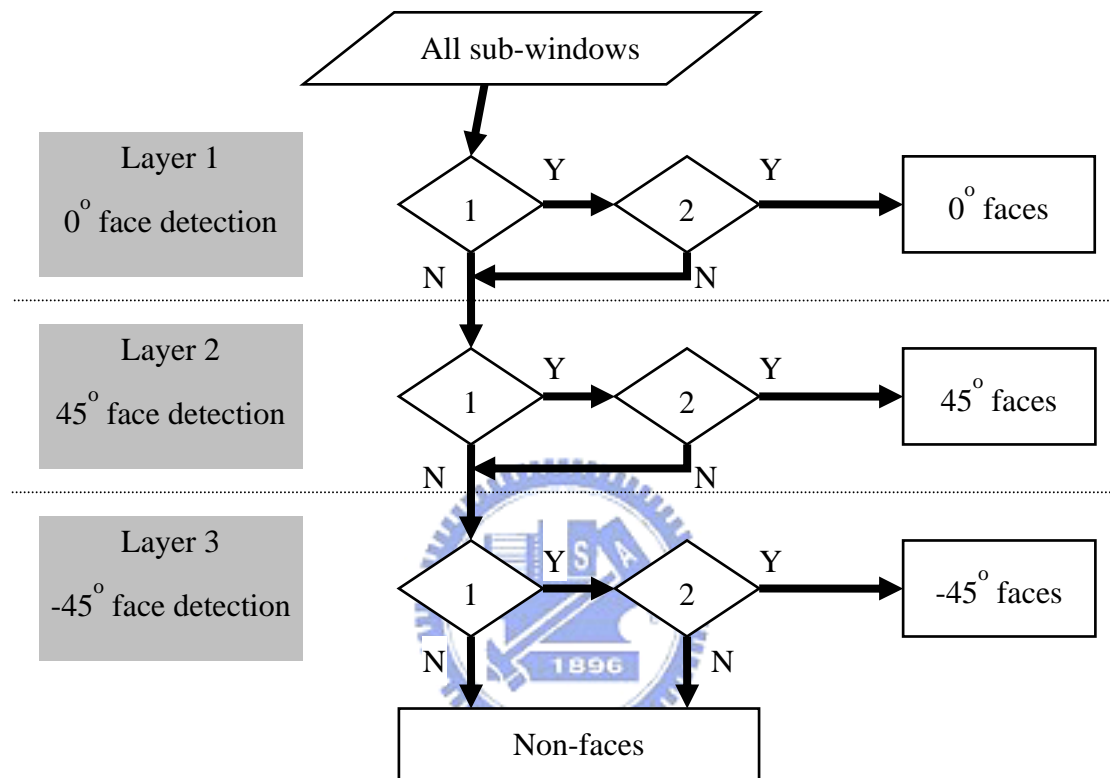 All sub-windows
Layer 1
0° face detection
1
Y
2
Y
0° faces
N
N
Layer 2
45° face detection
1
Y
2
Y
45° faces
N
N
Layer 3
-45° face detection
S A
1
Y
2
Y
-45° faces
N
N
1896
Non-faces